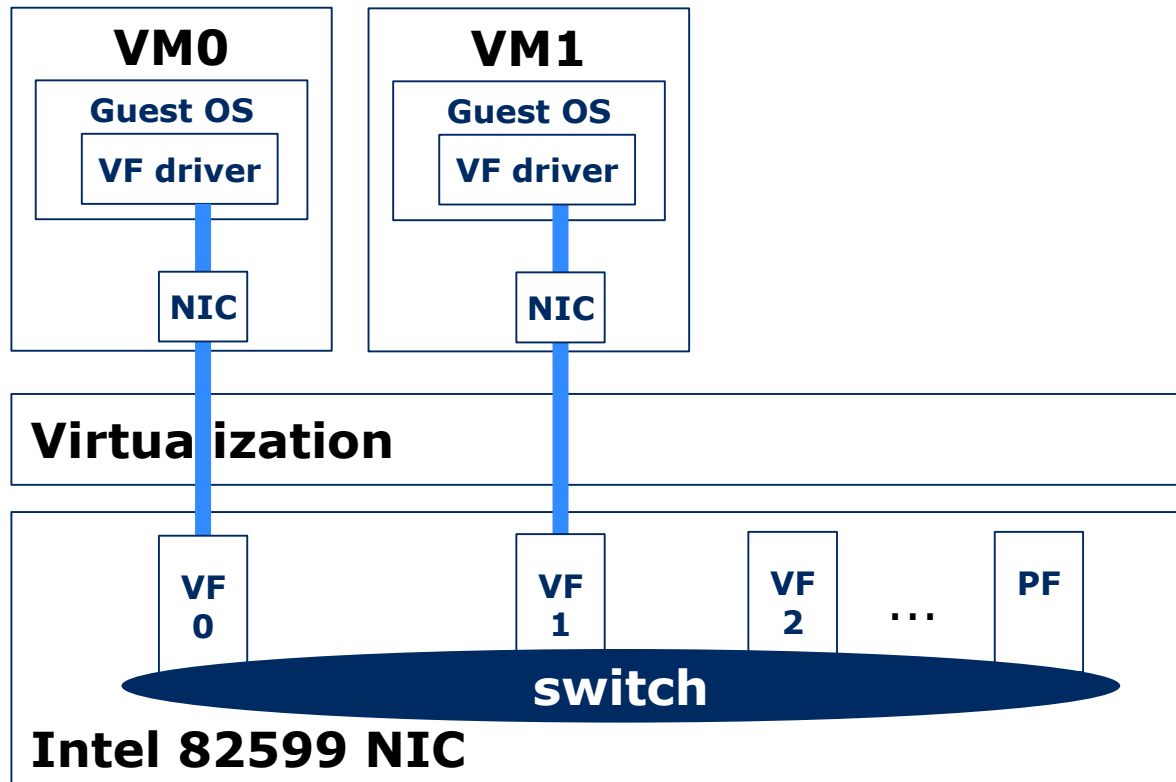 VM0
Guest OS
VF driver
NIC
VM1
Guest OS
VF driver
NIC
Virtualization
VF
0
VF
1
VF
2
...
PF
switch
Intel 82599 NIC